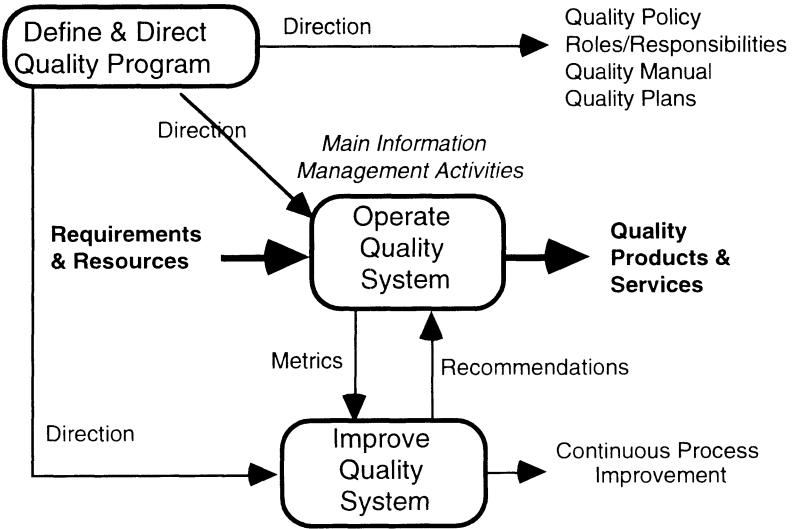 Define & Direct
Quality Program
Direction
Quality Policy
Roles/Responsibilities
Quality Manual
Quality Plans
Direction
Main Information
Management Activities
Requirements
& Resources
Operate
Quality
System
Quality
Products &
Services
Metrics
Recommendations
Direction
Improve
Quality
System
Continuous Process
Improvement